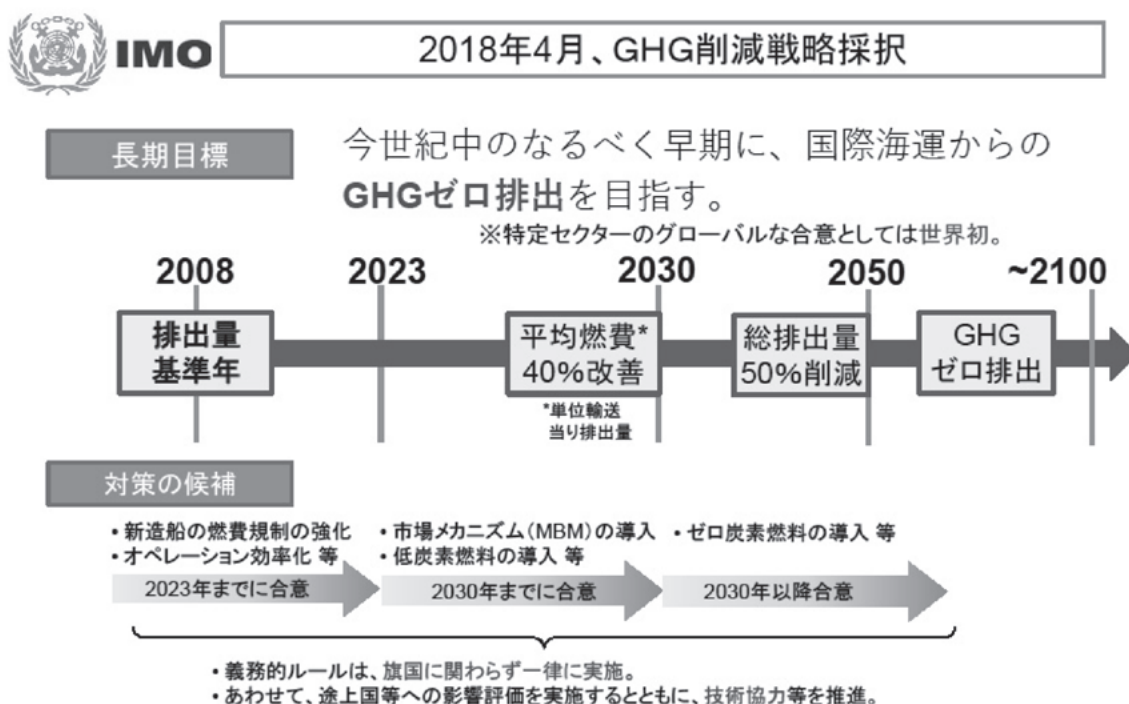 IMO
2018年4月、GHG削減戦略採択
長期目標
今世紀中のなるべく早期に、国際海運からの
GHGゼロ排出を目指す。
※特定セクターのグローバルな合意としては世界初。
2008
2023
2030
2050
~2100
排出量
基準年
平均燃費*
40%改善
*単位輸送
当り排出量
総排出量
50%削減
GHG
ゼロ排出
対策の候補
・新造船の燃費規制の強化
・オペレーション効率化 等
2023年までに合意
・市場メカニズム(MBM)の導入
・低炭素燃料の導入 等
2030年までに合意
・ゼロ炭素燃料の導入 等
2030年以降合意
・義務的ルールは、旗国に関わらず一律に実施。
・あわせて、途上国等への影響評価を実施するとともに、技術協力等を推進。